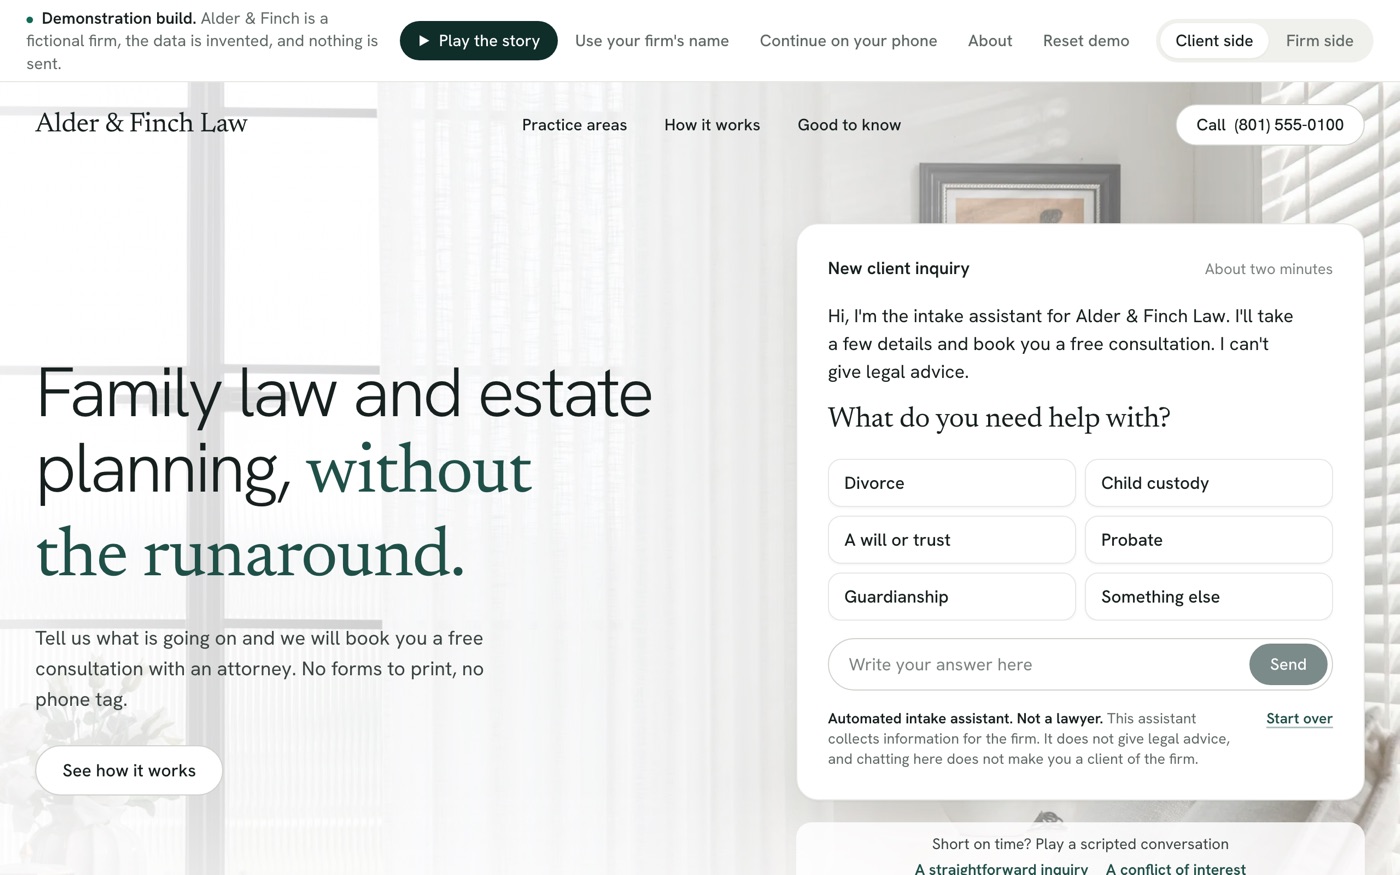 Demonstration build. Alder & Finch is a
fictional firm, the data is invented, and nothing is
sent.
Play the story
Use your firm's name
Continue on your phone
About
Reset demo
Client side
Firm side
Alder & Finch Law
Practice areas
How it works
Good to know
Call (801) 555-0100
Family law and estate
planning, without
the runaround.
Tell us what is going on and we will book you a free
consultation with an attorney. No forms to print, no
phone tag.
See how it works
New client inquiry
About two minutes
Hi, I'm the intake assistant for Alder & Finch Law. I'll take
a few details and book you a free consultation. I can't
give legal advice.
What do you need help with?
Divorce
Child custody
A will or trust
Probate
Guardianship
Something else
Write your answer here
Send
Automated intake assistant. Not a lawyer. This assistant
collects information for the firm. It does not give legal advice,
and chatting here does not make you a client of the firm.
Start over
Short on time? Play a scripted conversation
A straightforward inquiry
A conflict of interest